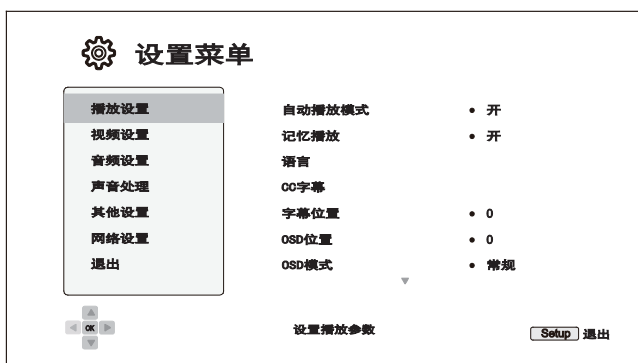 设置菜单
播放设置
视频设置
音频设置
声音处理
其他设置
网络设置
退出
自动播放模式 • 开
记忆播放 • 开
语言
CC字幕
字幕位置 • 0
OSD位置 • 0
OSD模式 • 常规
OK
设置播放参数
Setup 退出